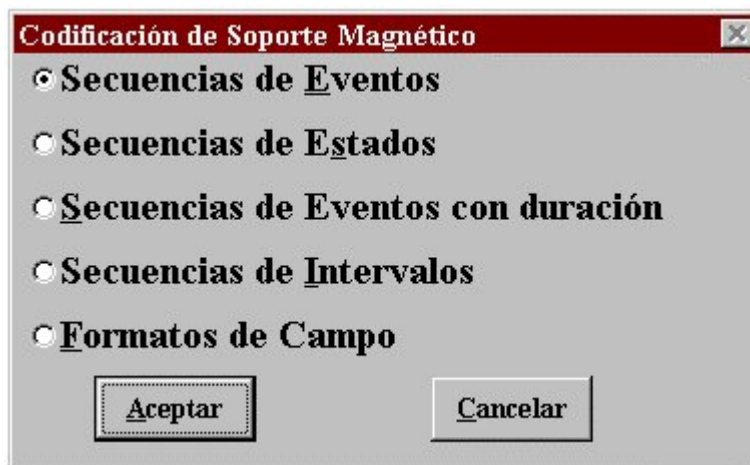 Codificación de Soporte Magnético
Secuencias de Eventos
Secuencias de Estados
Secuencias de Eventos con duración
Secuencias de Intervalos
Formatos de Campo
Aceptar
Cancelar